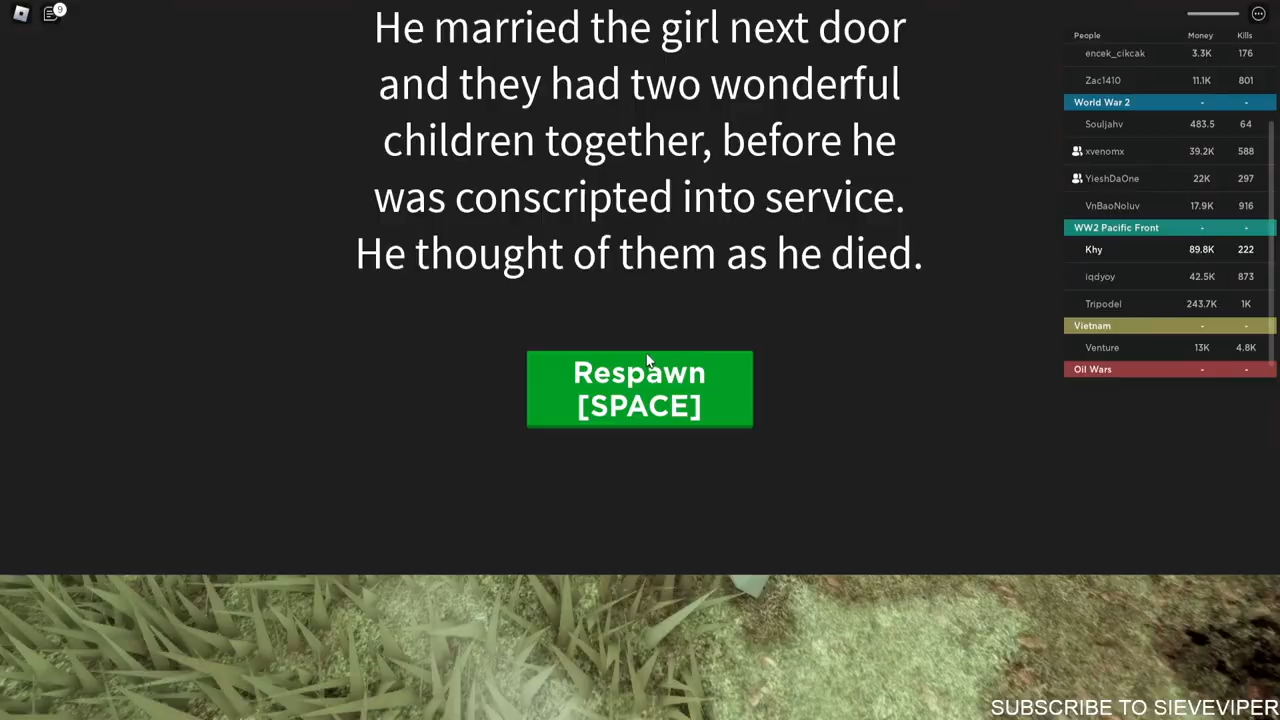 9
He married the girl next door
and they had two wonderful
children together, before he
was conscripted into service.
He thought of them as he died.
Respawn
[SPACE]
People Money Kills
encek_cikcak 3.3K 176
Zac1410 11.1K 801
World War 2 - -
Souljahv 483.5 64
xvenomx 39.2K 588
YieshDaOne 22K 297
VnBaoNoluv 17.9K 916
WW2 Pacific Front - -
Khy 89.8K 222
iqdyoy 42.5K 873
Tripodel 243.7K 1K
Vietnam - -
Venture 13K 4.8K
Oil Wars - -
SUBSCRIBE TO SIEVEVIPER